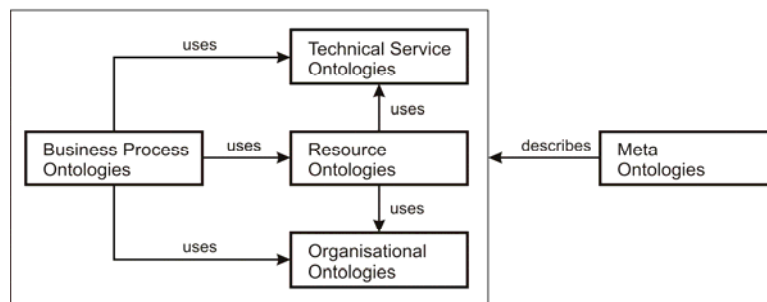 uses
Technical Service
Ontologies
uses
Business Process
Ontologies
uses
Resource
Ontologies
describes
Meta
Ontologies
uses
uses
Organisational
Ontologies